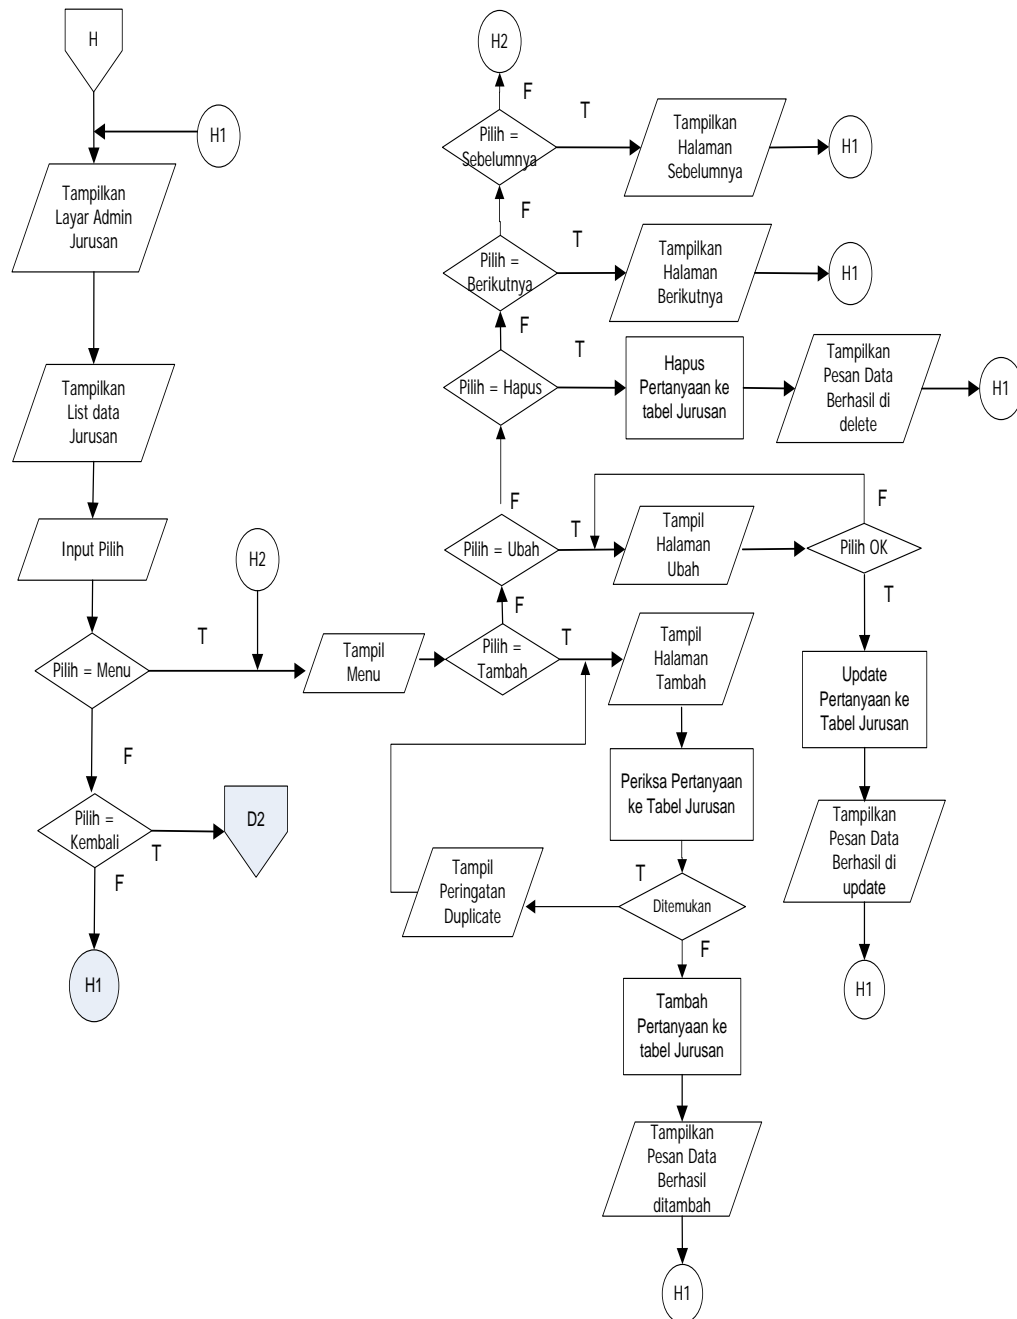 H
H1
Tampilkan
Layar Admin
Jurusan
Tampilkan
List data
Jurusan
Input Pilih
H2
Pilih = Menu
T
F
Pilih =
Kembali
T
F
D2
H1
Tampil
Menu
Pilih =
Tambah
T
F
Tampil
Halaman
Tambah
Periksa Pertanyaan
ke Tabel Jurusan
Ditemukan
T
F
Tampil
Peringatan
Duplicate
Tambah
Pertanyaan ke
tabel Jurusan
Tampilkan
Pesan Data
Berhasil
ditambah
H1
Pilih = Ubah
T
F
Tampil
Halaman
Ubah
Pilih OK
F
T
Update
Pertanyaan ke
Tabel Jurusan
Tampilkan
Pesan Data
Berhasil di
update
H1
Pilih = Hapus
T
F
Hapus
Pertanyaan ke
tabel Jurusan
Tampilkan
Pesan Data
Berhasil di
delete
H1
Pilih =
Berikutnya
T
F
Tampilkan
Halaman
Berikutnya
H1
Pilih =
Sebelumnya
T
F
Tampilkan
Halaman
Sebelumnya
H1
H2